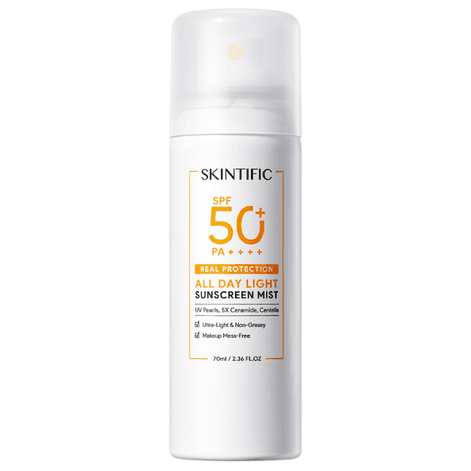 SKINTIFIC
SPF
50+
PA ++++
REAL PROTECTION
ALL DAY LIGHT
SUNSCREEN MIST
UV Pearls, 5X Ceramide, Centella
Ultra-Light & Non-Greasy
Makeup Mess-Free
70ml / 2.36 FL.OZ